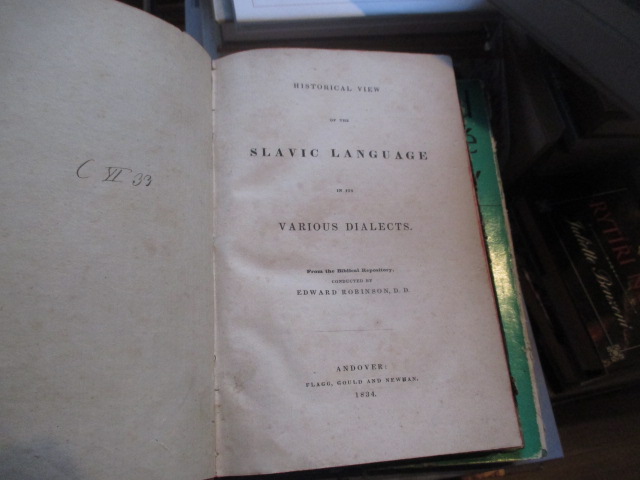 C VI 33
HISTORICAL VIEW
OF THE
SLAVIC LANGUAGE
IN ITS
VARIOUS DIALECTS.
From the Biblical Repository;
CONDUCTED BY
EDWARD ROBINSON, D. D.
ANDOVER:
FLAGG, GOULD AND NEWMAN;
1834.
RYTIRI S